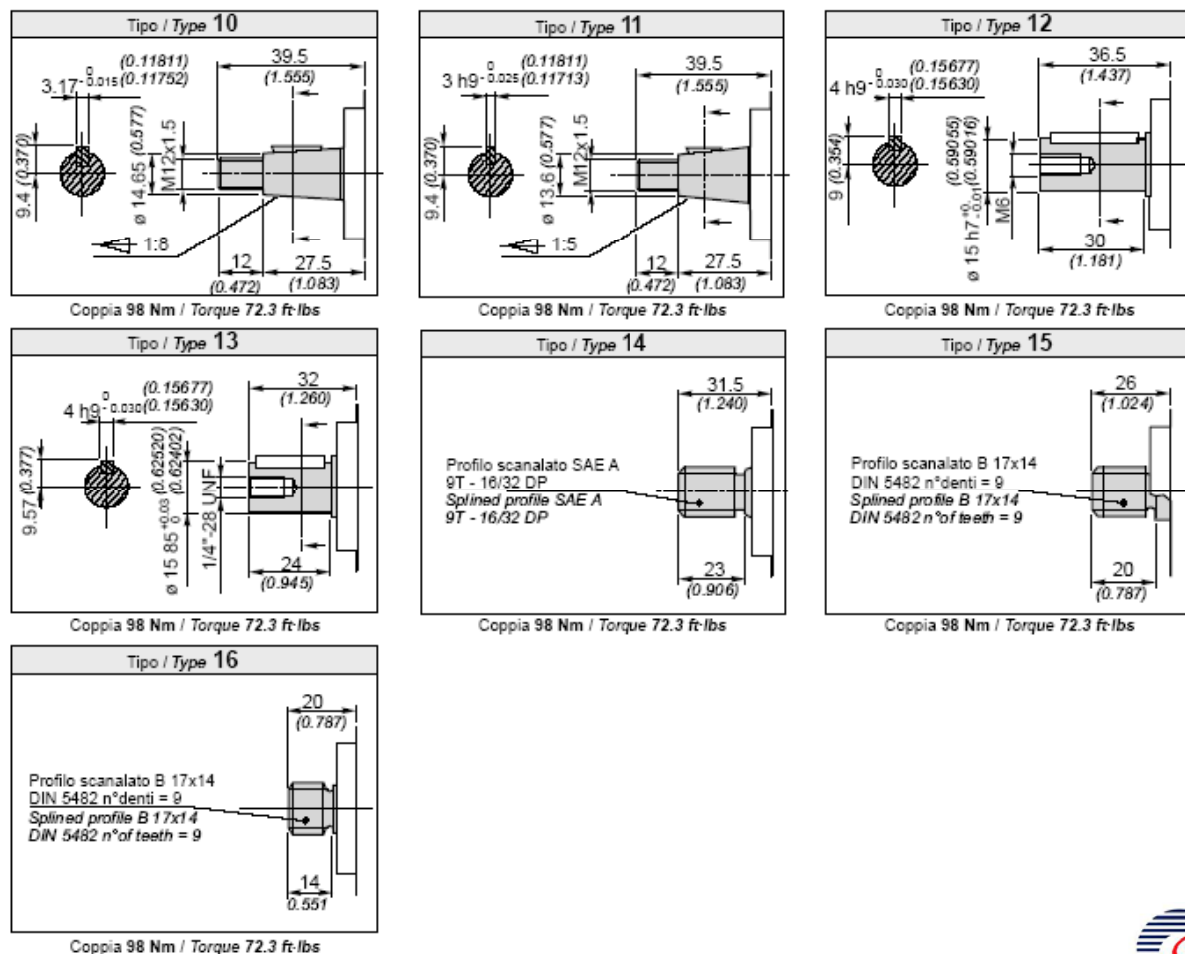 Tipo / Type 10
3.17 0 -0.015 (0.11811) (0.11752)
39.5
(1.555)
9.4 (0.370)
ø 14.65 (0.577)
M12x1.5
1:8
12
(0.472)
27.5
(1.083)
Coppia 98 Nm / Torque 72.3 ft-lbs
Tipo / Type 11
3 h9 0 -0.025 (0.11811) (0.11713)
39.5
(1.555)
9.4 (0.370)
ø 13.6 (0.577)
M12x1.5
1:5
12
(0.472)
27.5
(1.083)
Coppia 98 Nm / Torque 72.3 ft-lbs
Tipo / Type 12
4 h9 0 -0.030 (0.15677) (0.15630)
36.5
(1.437)
9 (0.354)
ø 15 h7 +0 -0.01 (0.59055) (0.59016)
M6
30
(1.181)
Coppia 98 Nm / Torque 72.3 ft-lbs
Tipo / Type 13
4 h9 0 -0.030 (0.15677) (0.15630)
32
(1.260)
9.57 (0.377)
ø 15 85 +0.03 0 (0.62520) (0.62402)
1/4"-28 UNF
24
(0.945)
Coppia 98 Nm / Torque 72.3 ft-lbs
Tipo / Type 14
31.5
(1.240)
Profilo scanalato SAE A
9T - 16/32 DP
Splined profile SAE A
9T - 16/32 DP
23
(0.906)
Coppia 98 Nm / Torque 72.3 ft-lbs
Tipo / Type 15
26
(1.024)
Profilo scanalato B 17x14
DIN 5482 n°denti = 9
Splined profile B 17x14
DIN 5482 n°of teeth = 9
20
(0.787)
Coppia 98 Nm / Torque 72.3 ft-lbs
Tipo / Type 16
20
(0.787)
Profilo scanalato B 17x14
DIN 5482 n°denti = 9
Splined profile B 17x14
DIN 5482 n°of teeth = 9
14
0.551
Coppia 98 Nm / Torque 72.3 ft-lbs